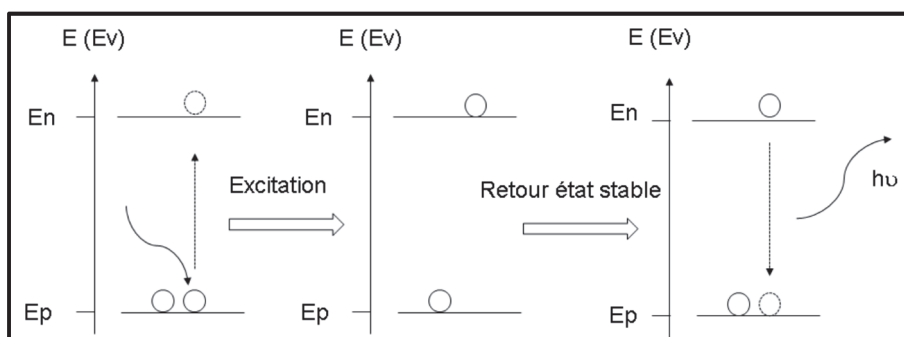 E (Ev)
En
Ep
Excitation
E (Ev)
En
Ep
Retour état stable
E (Ev)
En
Ep
hυ